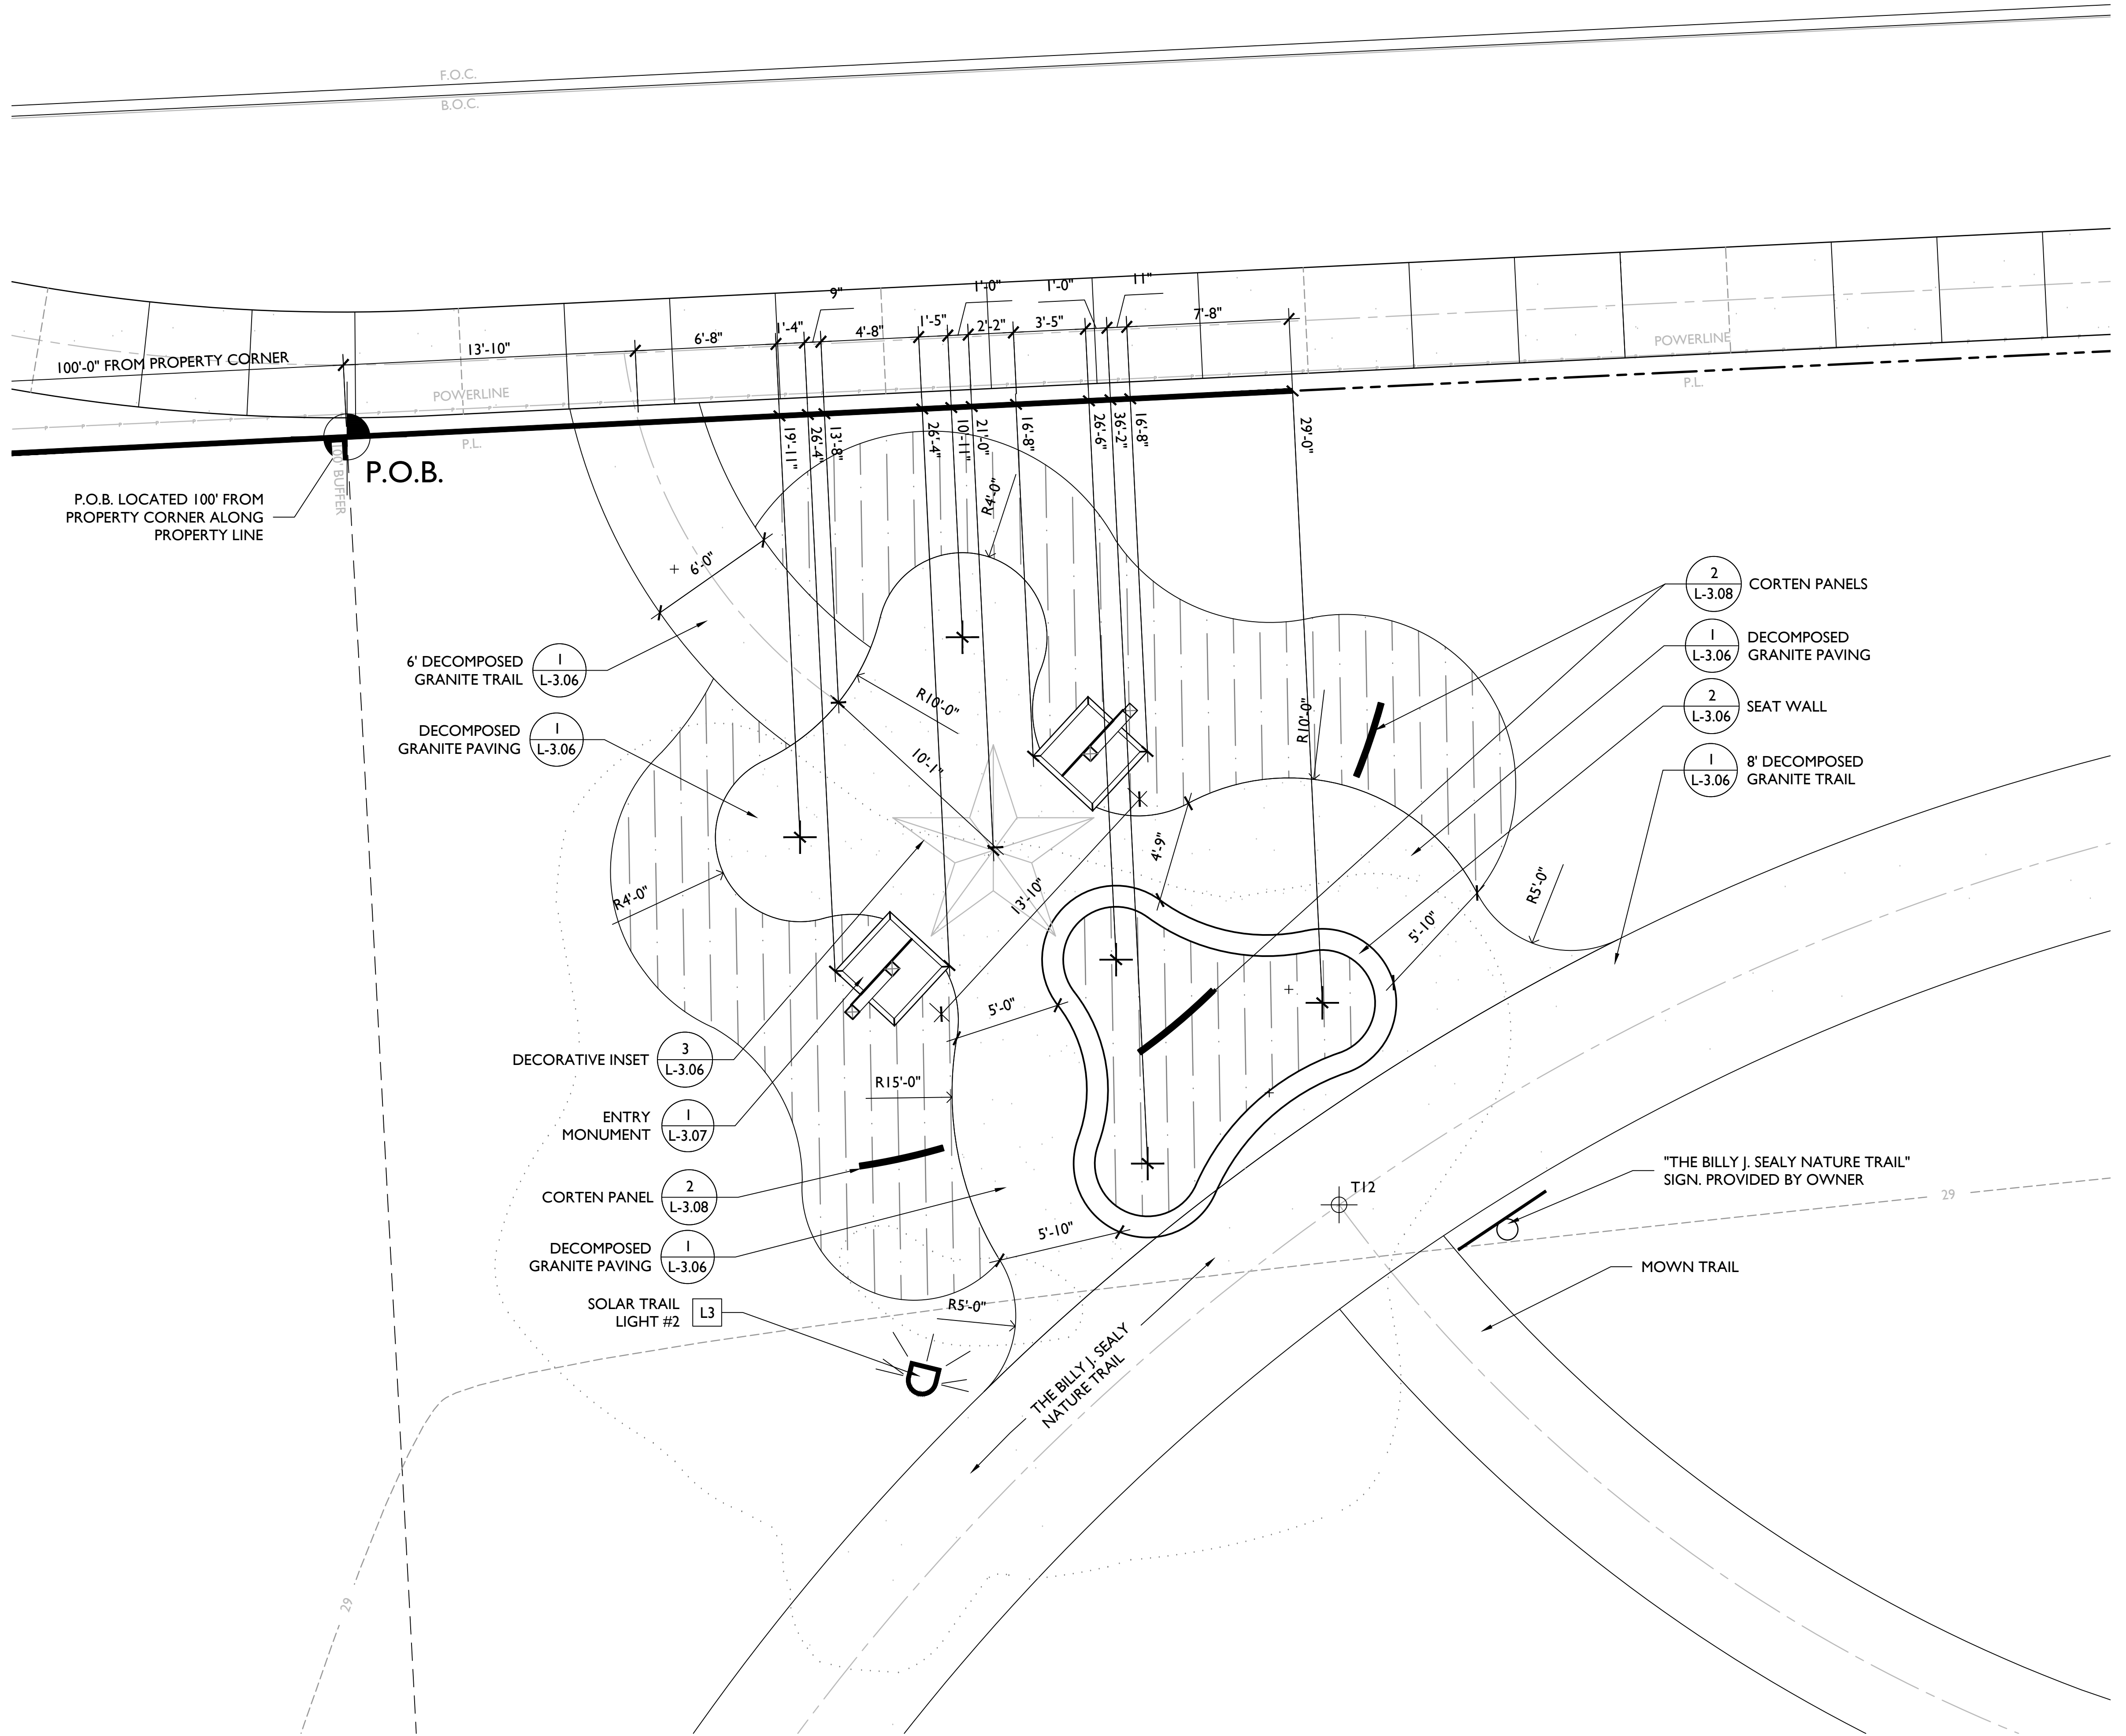 F.O.C.
B.O.C.
9"
1'-0"
1'-0"
11"
100'-0" FROM PROPERTY CORNER
13'-10"
6'-8"
1'-4"
4'-8"
1'-5"
2'-2"
3'-5"
7'-8"
POWERLINE
P.L.
POWERLINE
P.L.
100' BUFFER
P.O.B.
P.O.B. LOCATED 100' FROM
PROPERTY CORNER ALONG
PROPERTY LINE
19'-11"
26'-4"
13'-8"
26'-4"
10'-11"
21'-0"
16'-8"
26'-6"
36'-2"
16'-8"
29'-0"
R4'-0"
6'-0"
6' DECOMPOSED
GRANITE TRAIL
1
L-3.06
DECOMPOSED
GRANITE PAVING
1
L-3.06
R10'-0"
10'-1"
R10'-0"
2
L-3.08
CORTEN PANELS
1
L-3.06
DECOMPOSED
GRANITE PAVING
2
L-3.06
SEAT WALL
1
L-3.06
8' DECOMPOSED
GRANITE TRAIL
R4'-0"
4'-9"
13'-10"
R5'-0"
5'-10"
5'-0"
DECORATIVE INSET
3
L-3.06
R15'-0"
ENTRY
MONUMENT
1
L-3.07
CORTEN PANEL
2
L-3.08
DECOMPOSED
GRANITE PAVING
1
L-3.06
5'-10"
SOLAR TRAIL
LIGHT #2
L3
R5'-0"
T12
"THE BILLY J. SEALY NATURE TRAIL"
SIGN. PROVIDED BY OWNER
29
MOWN TRAIL
THE BILLY J. SEALY
NATURE TRAIL
29